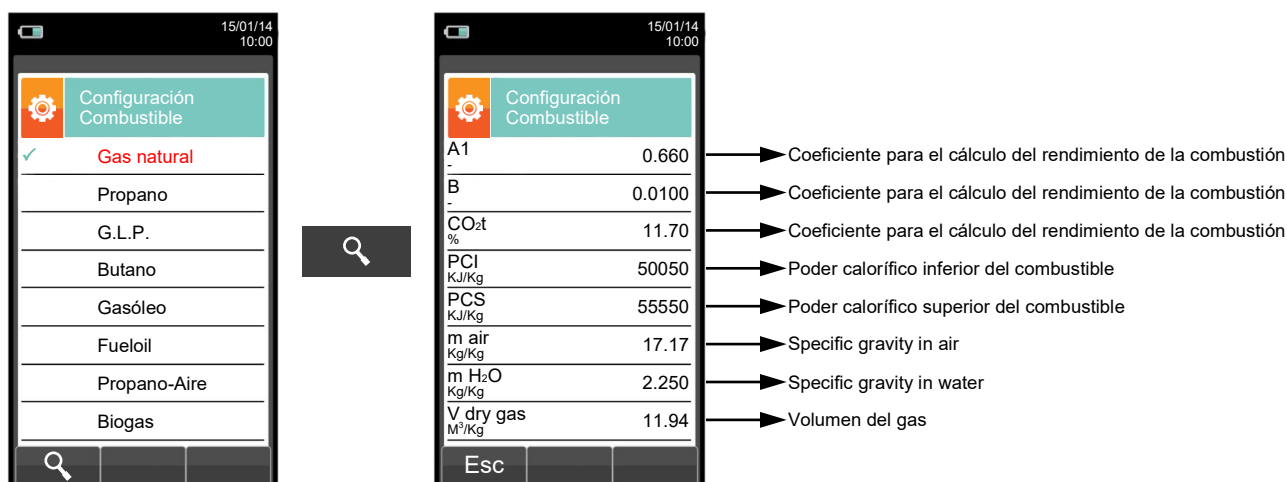 15/01/14
10:00
Configuración
Combustible
✓ Gas natural
Propano
G.L.P.
Butano
Gasóleo
Fueloil
Propano-Aire
Biogas
15/01/14
10:00
Configuración
Combustible
A1
-
0.660
Coeficiente para el cálculo del rendimiento de la combustión
B
-
0.0100
Coeficiente para el cálculo del rendimiento de la combustión
CO₂t
%
11.70
Coeficiente para el cálculo del rendimiento de la combustión
PCI
KJ/Kg
50050
Poder calorífico inferior del combustible
PCS
KJ/Kg
55550
Poder calorífico superior del combustible
m air
Kg/Kg
17.17
Specific gravity in air
m H₂O
Kg/Kg
2.250
Specific gravity in water
V dry gas
M³/Kg
11.94
Volumen del gas
Esc